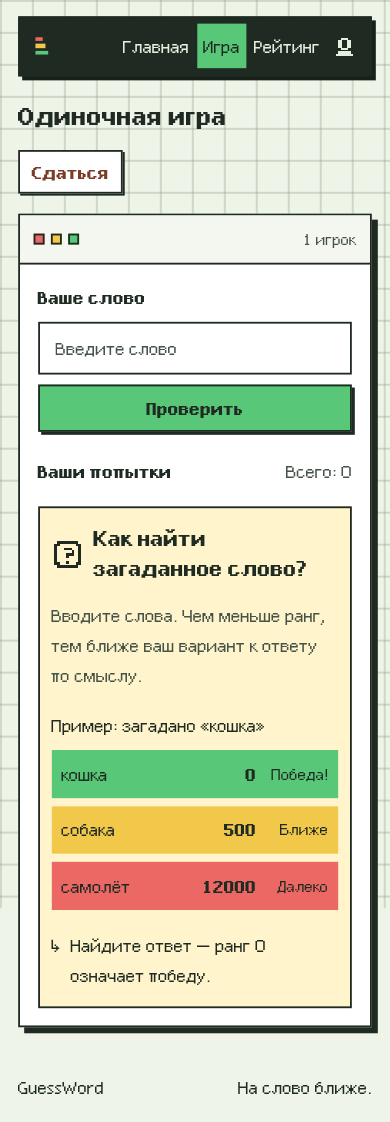 Главная Игра Рейтинг
Одиночная игра
Сдаться
1 игрок
Ваше слово
Введите слово
Проверить
Ваши попытки Всего: 0
Как найти
загаданное слово?
Вводите слова. Чем меньше ранг,
тем ближе ваш вариант к ответу
по смыслу.
Пример: загадано «кошка»
кошка 0 Победа!
собака 500 Ближе
самолёт 12000 Далеко
↳ Найдите ответ — ранг 0
означает победу.
GuessWord На слово ближе.